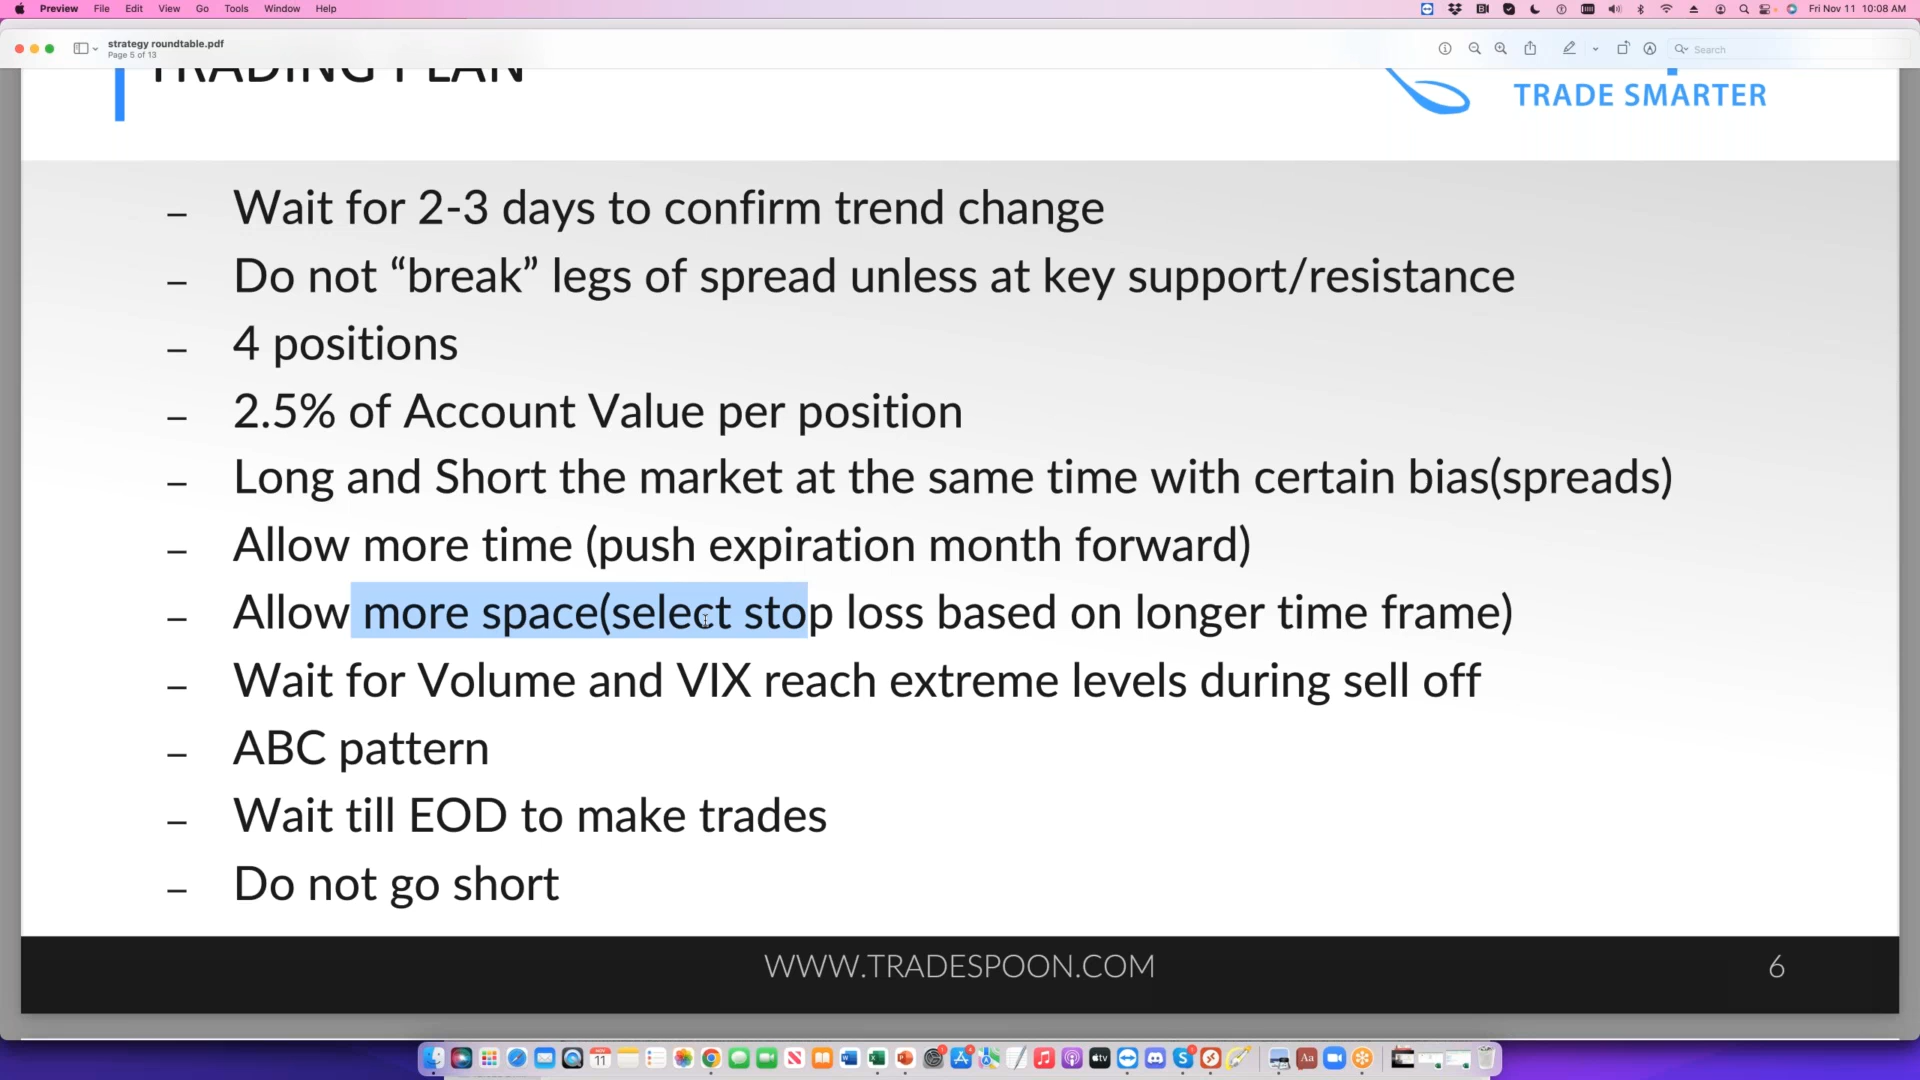 Preview File Edit View Go Tools Window Help
Fri Nov 11 10:08 AM
strategy roundtable.pdf
Page 5 of 13
Search
TRADING PLAN
TRADE SMARTER
– Wait for 2-3 days to confirm trend change
– Do not “break” legs of spread unless at key support/resistance
– 4 positions
– 2.5% of Account Value per position
– Long and Short the market at the same time with certain bias(spreads)
– Allow more time (push expiration month forward)
– Allow more space(select stop loss based on longer time frame)
– Wait for Volume and VIX reach extreme levels during sell off
– ABC pattern
– Wait till EOD to make trades
– Do not go short
WWW.TRADESPOON.COM
6